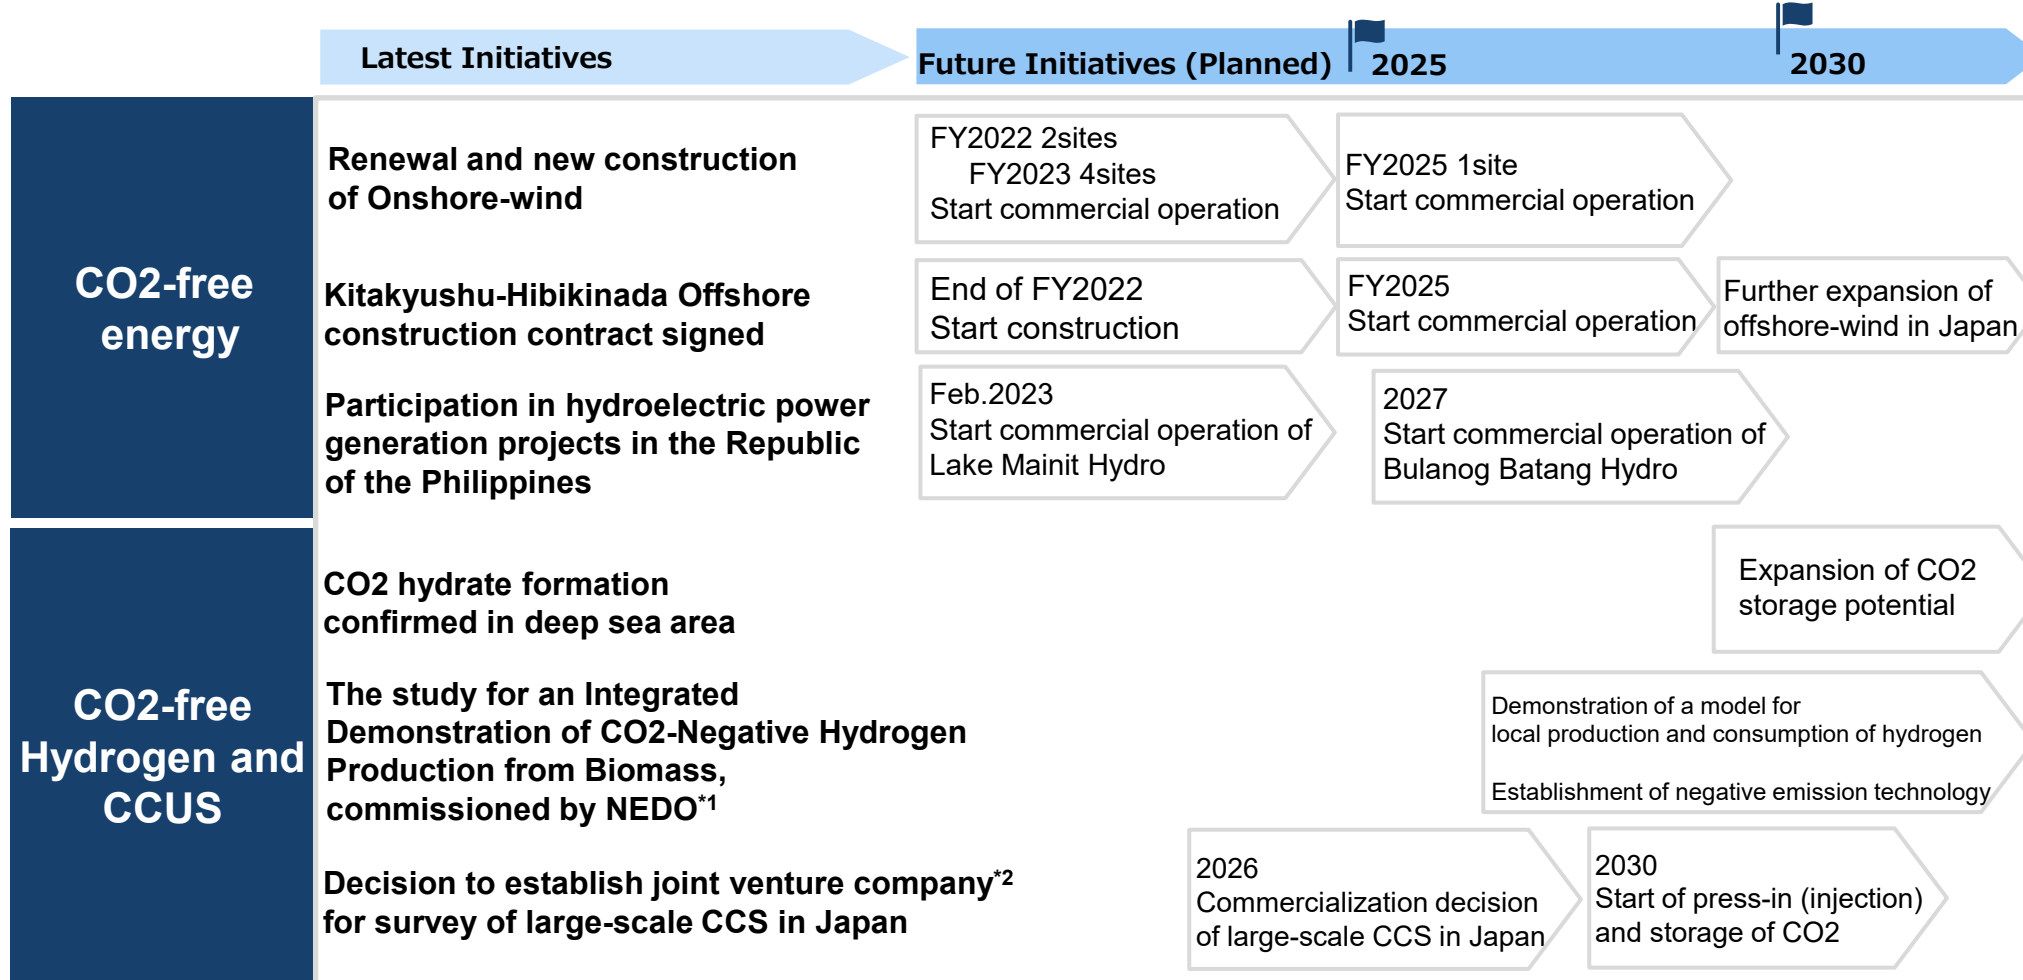 Latest Initiatives
Future Initiatives (Planned)
2025
2030
CO2-free
energy
Renewal and new construction
of Onshore-wind
FY2022 2sites
FY2023 4sites
Start commercial operation
FY2025 1site
Start commercial operation
Kitakyushu-Hibikinada Offshore
construction contract signed
End of FY2022
Start construction
FY2025
Start commercial operation
Further expansion of
offshore-wind in Japan
Participation in hydroelectric power
generation projects in the Republic
of the Philippines
Feb.2023
Start commercial operation of
Lake Mainit Hydro
2027
Start commercial operation of
Bulanog Batang Hydro
CO2-free
Hydrogen and
CCUS
CO2 hydrate formation
confirmed in deep sea area
Expansion of CO2
storage potential
The study for an Integrated
Demonstration of CO2-Negative Hydrogen
Production from Biomass,
commissioned by NEDO*1
Demonstration of a model for
local production and consumption of hydrogen
Establishment of negative emission technology
Decision to establish joint venture company*2
for survey of large-scale CCS in Japan
2026
Commercialization decision
of large-scale CCS in Japan
2030
Start of press-in (injection)
and storage of CO2